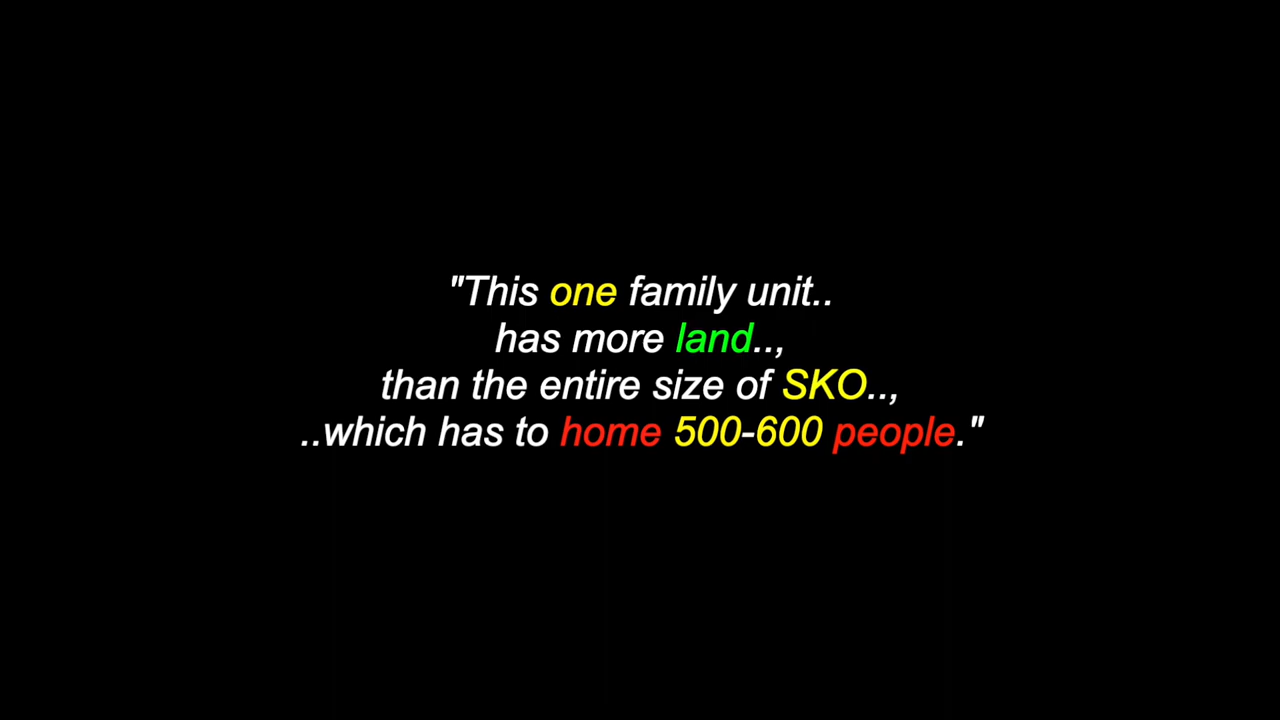 "This one family unit..
has more land..,
than the entire size of SKO..,
..which has to home 500-600 people."